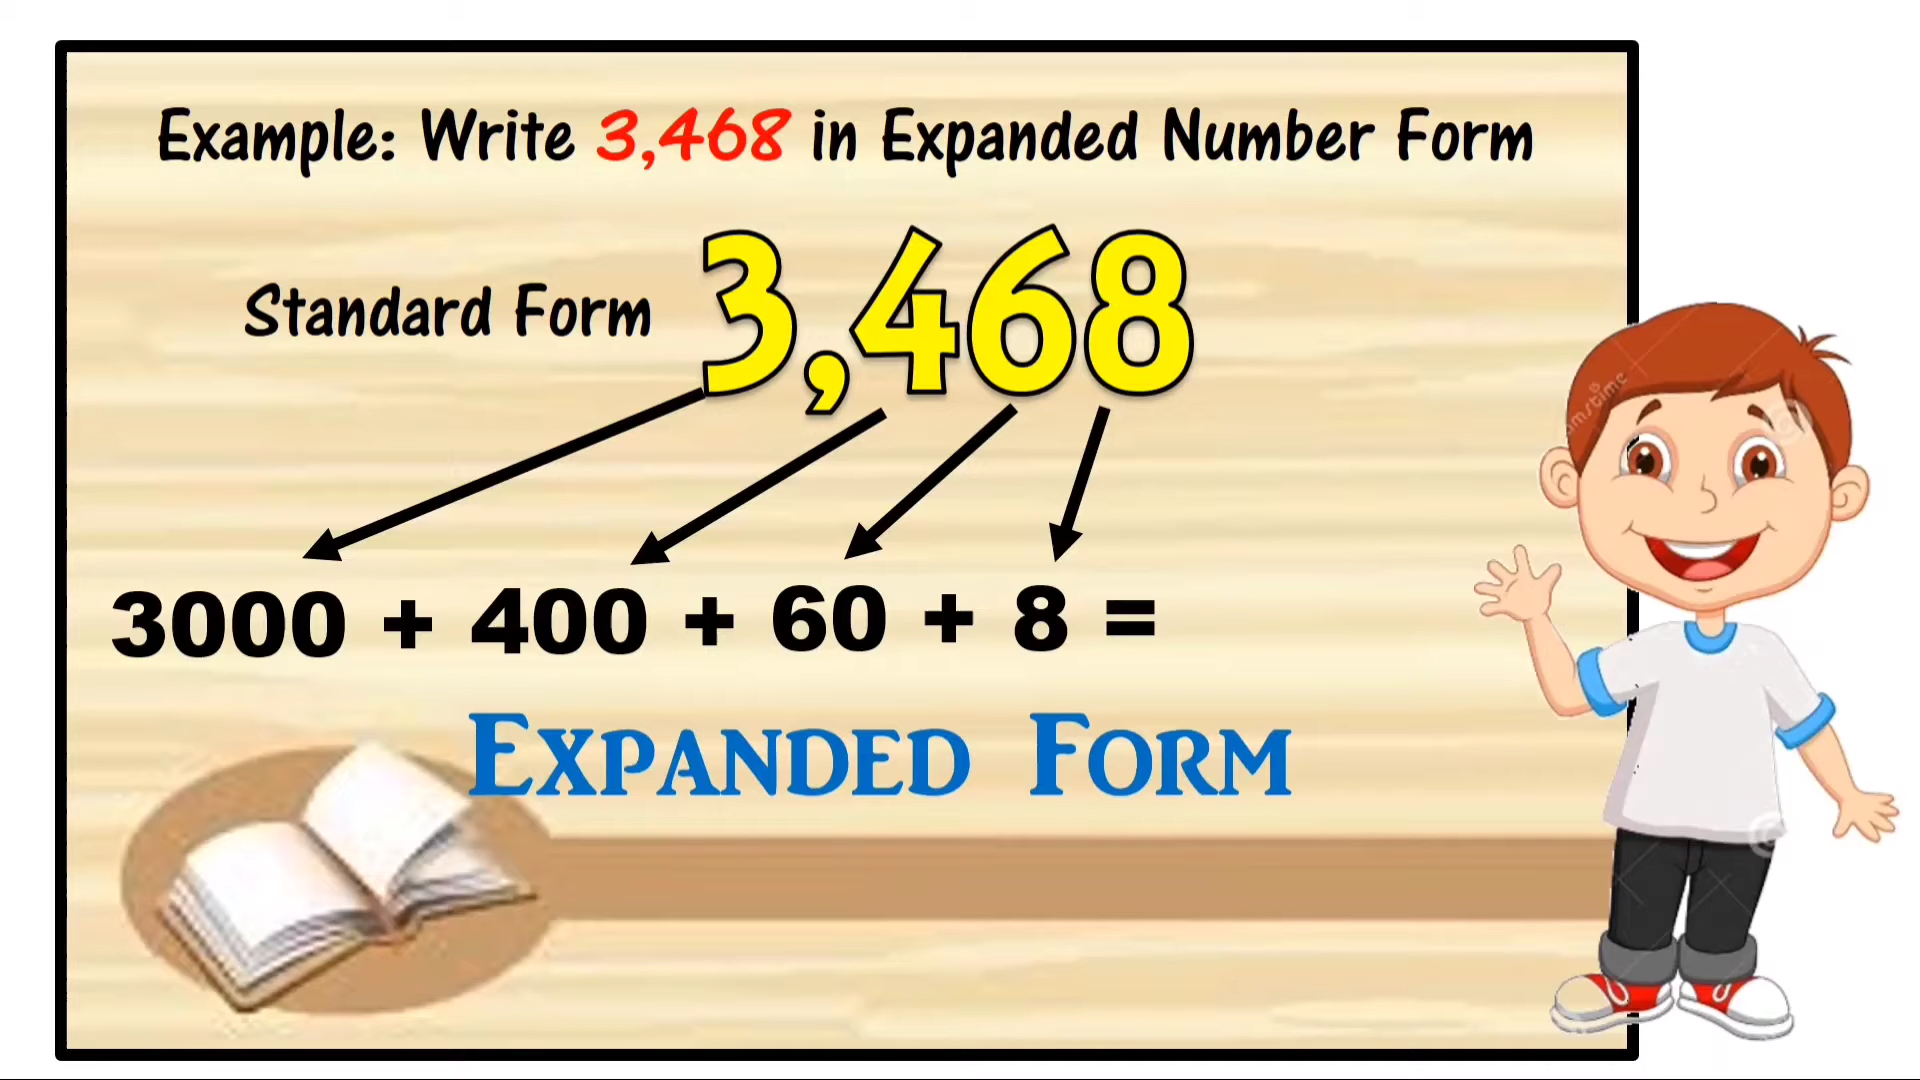 Example: Write 3,468 in Expanded Number Form
Standard Form 3,468
3000 + 400 + 60 + 8 =
Expanded Form